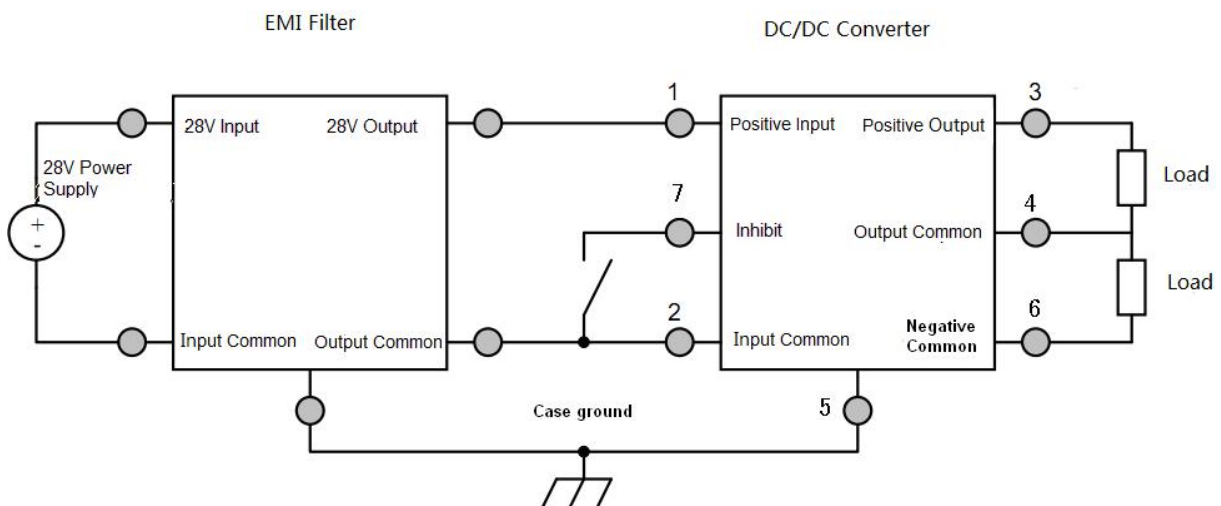 EMI Filter
DC/DC Converter
1
3
28V Input
28V Output
Positive Input
Positive Output
28V Power
Supply
+
-
7
4
Load
Inhibit
Output Common
Load
2
6
Input Common
Output Common
Input Common
Negative
Common
Case ground
5